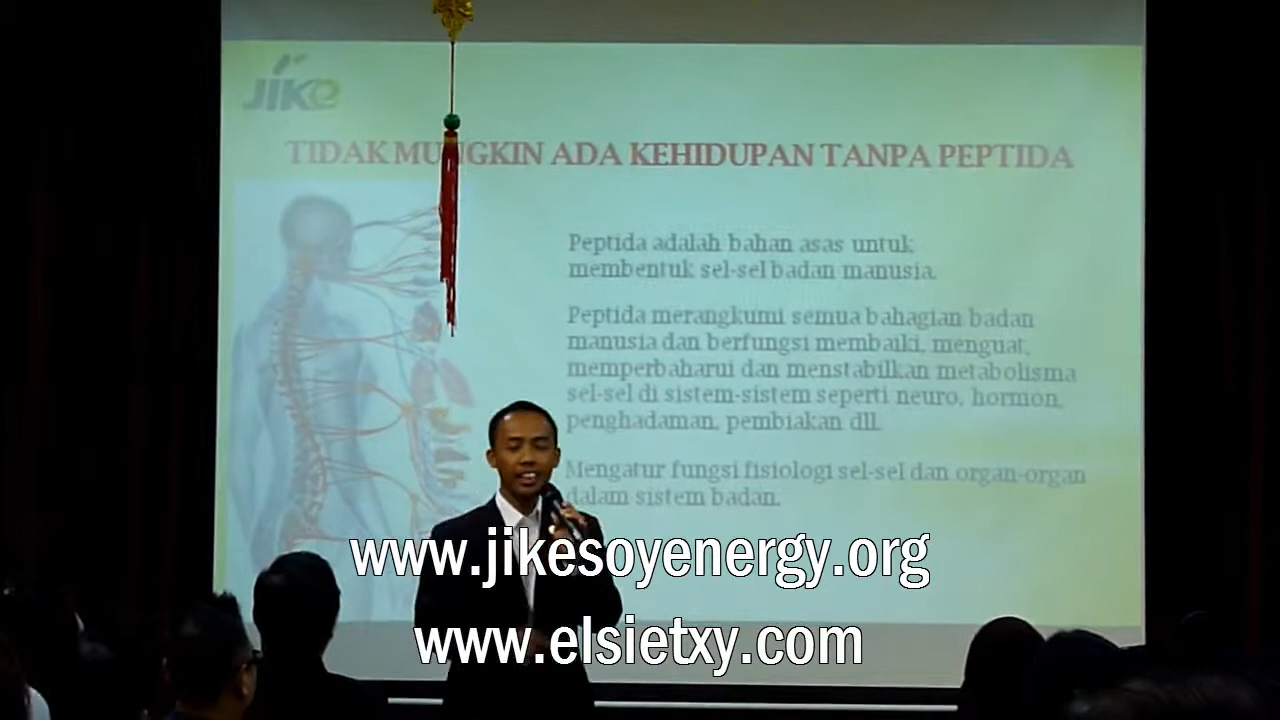 JIKE
TIDAK MUNGKIN ADA KEHIDUPAN TANPA PEPTIDA
Peptida adalah bahan asas untuk
membentuk sel-sel badan manusia.
Peptida merangkumi semua bahagian badan
manusia dan berfungsi membaiki, menguat,
memperbaharui dan menstabilkan metabolisma
sel-sel di sistem-sistem seperti neuro, hormon,
penghadaman, pembiakan dll.
Mengatur fungsi fisiologi sel-sel dan organ-organ
dalam sistem badan.
www.jikesoyenergy.org
www.elsietxy.com